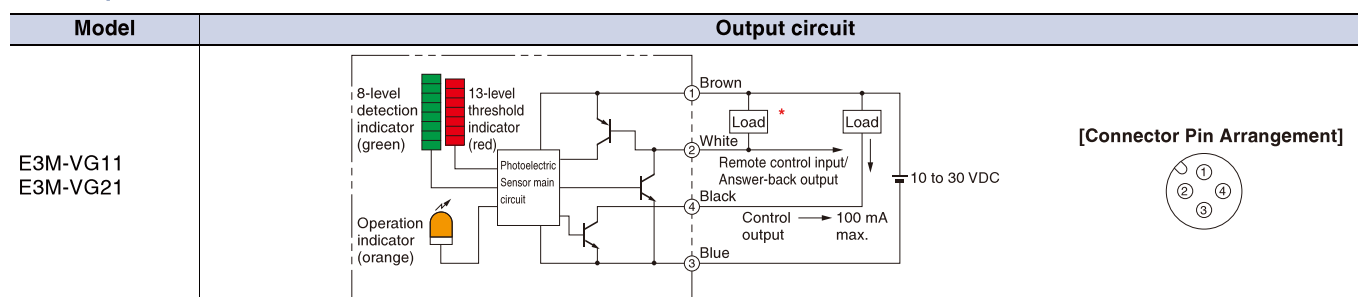 Model
Output circuit
E3M-VG11
E3M-VG21
8-level
detection
indicator
(green)
13-level
threshold
indicator
(red)
Photoelectric
Sensor main
circuit
Operation
indicator
(orange)
1
Brown
Load
*
Load
2
White
Remote control input/
Answer-back output
10 to 30 VDC
4
Black
Control
output
100 mA
max.
3
Blue
[Connector Pin Arrangement]
1
2
4
3